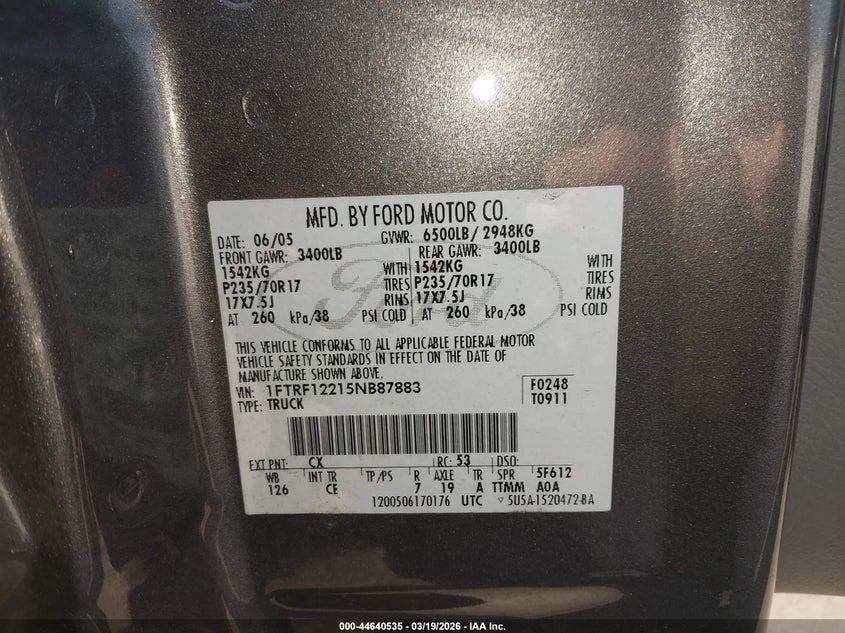 MFD. BY FORD MOTOR CO.
DATE: 06/05 GVWR: 6500LB/ 2948KG
FRONT GAWR: 3400LB REAR GAWR: 3400LB
1542KG WITH 1542KG WITH
P235/70R17 TIRES P235/70R17 TIRES
17X7.5J RIMS 17X7.5J RIMS
AT 260 kPa/38 PSI COLD AT 260 kPa/38 PSI COLD
Ford
THIS VEHICLE CONFORMS TO ALL APPLICABLE FEDERAL MOTOR
VEHICLE SAFETY STANDARDS IN EFFECT ON THE DATE OF
MANUFACTURE SHOWN ABOVE.
VIN: 1FTRF12215NB87883 F0248
TYPE: TRUCK T0911
EXT PNT: CX RC: 53 DSO:
WB INT TR TP/PS R AXLE TR SPR 5F612
126 CE 7 19 A TTMM A0A
1200506170176 UTC ▽ 5U5A-1520472-BA
000-44640535 - 03/19/2026 - IAA Inc.